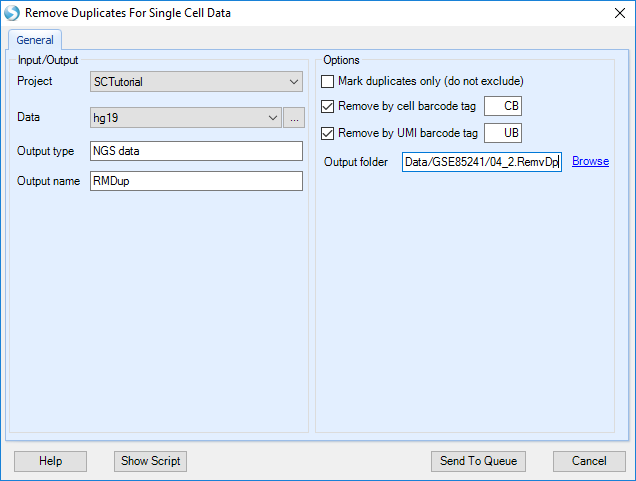 Remove Duplicates For Single Cell Data
General
Input/Output
Project SCTutorial
Data hg19 ...
Output type NGS data
Output name RMDup
Options
Mark duplicates only (do not exclude)
Remove by cell barcode tag CB
Remove by UMI barcode tag UB
Output folder Data/GSE85241/04_2.RemvDp Browse
Help Show Script Send To Queue Cancel